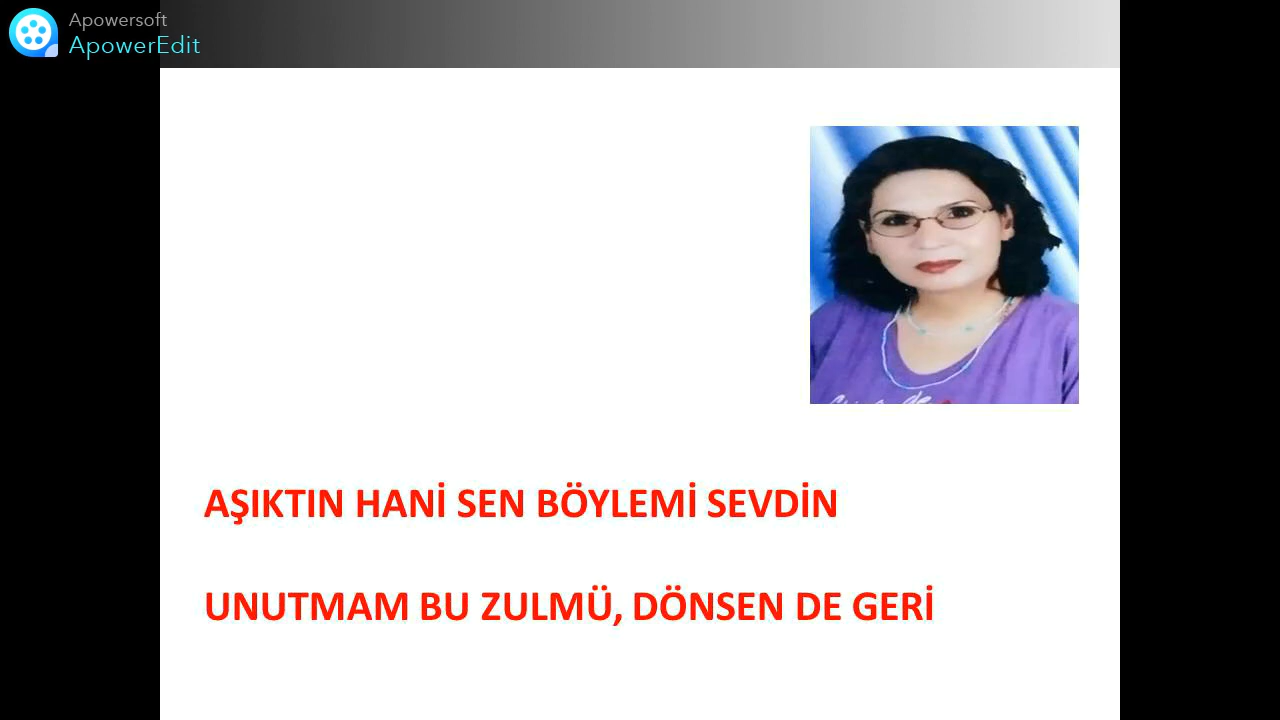 Apowersoft
ApowerEdit
AŞIKTIN HANİ SEN BÖYLEMİ SEVDİN
UNUTMAM BU ZULMÜ, DÖNSEN DE GERİ